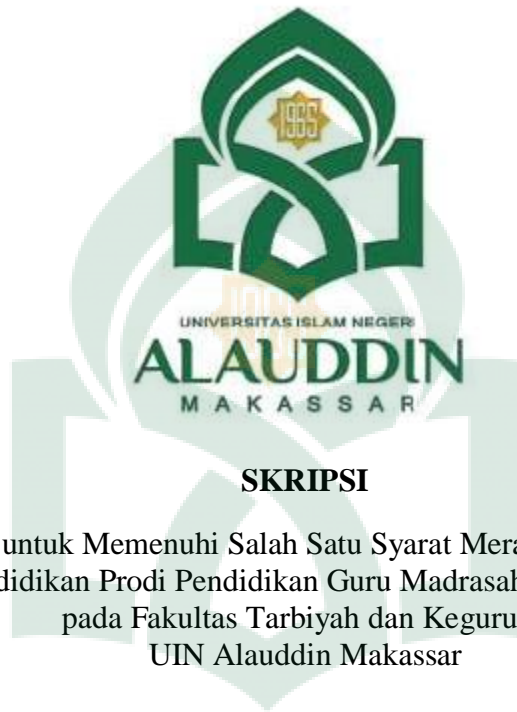 1965
UNIVERSITAS ISLAM NEGERI
ALAUDDIN
MAKASSAR
SKRIPSI
untuk Memenuhi Salah Satu Syarat Mera
didikan Prodi Pendidikan Guru Madrasah
pada Fakultas Tarbiyah dan Keguru
UIN Alauddin Makassar